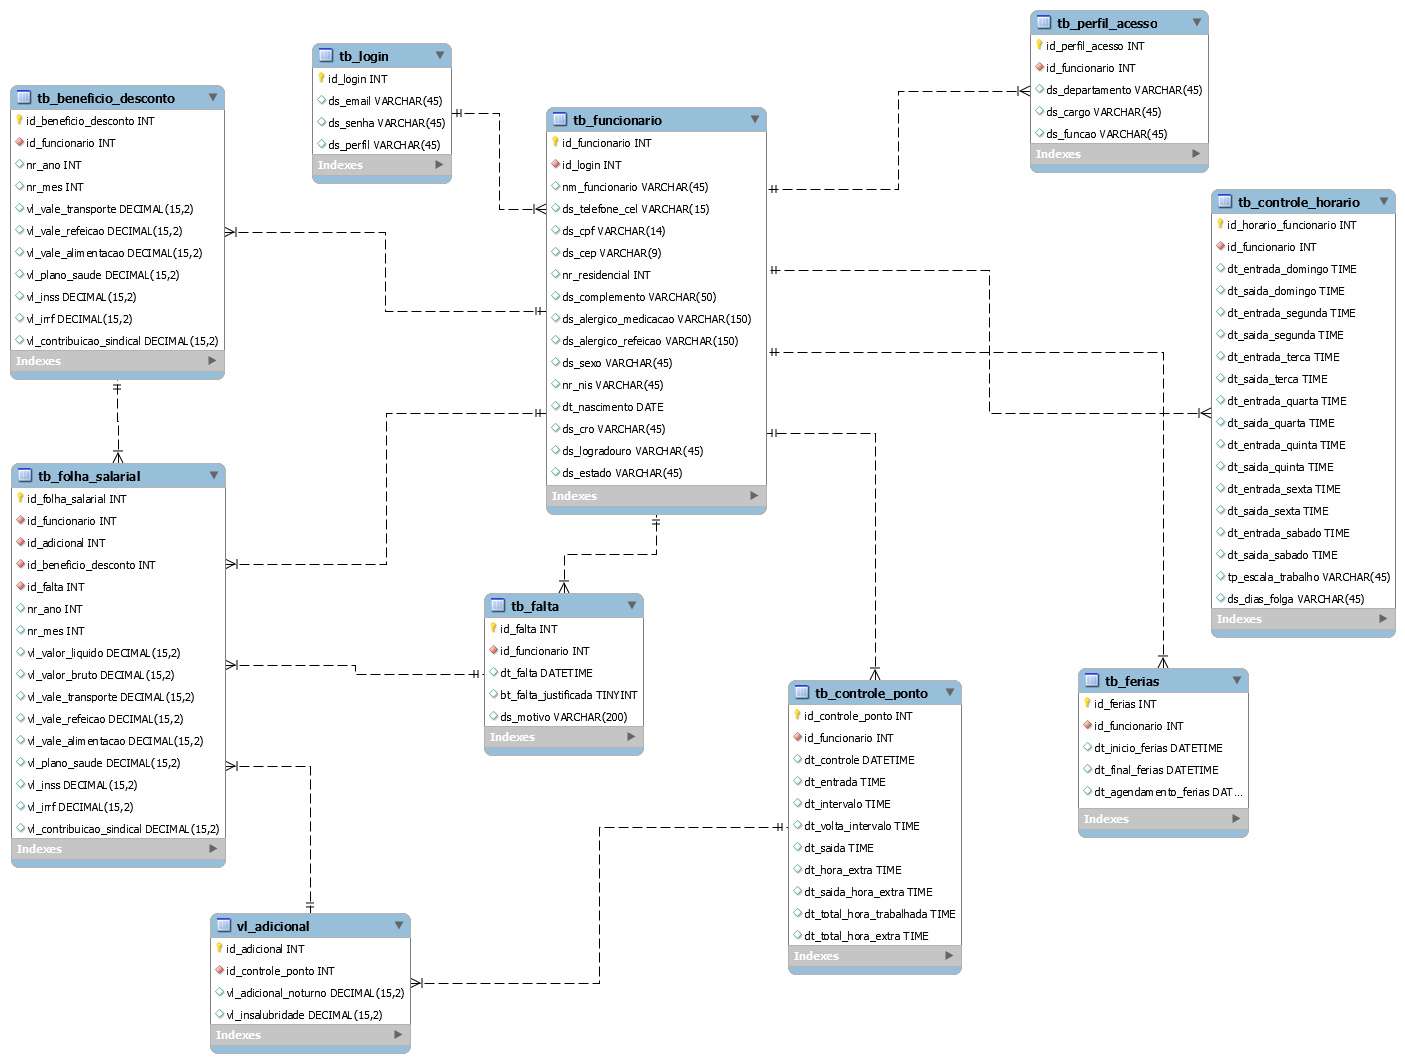 tb_perfil_acesso
id_perfil_acesso INT
id_funcionario INT
ds_departamento VARCHAR(45)
ds_cargo VARCHAR(45)
ds_funcao VARCHAR(45)
Indexes
tb_login
id_login INT
ds_email VARCHAR(45)
ds_senha VARCHAR(45)
ds_perfil VARCHAR(45)
Indexes
tb_beneficio_desconto
id_beneficio_desconto INT
id_funcionario INT
nr_ano INT
nr_mes INT
vl_vale_transporte DECIMAL(15,2)
vl_vale_refeicao DECIMAL(15,2)
vl_vale_alimentacao DECIMAL(15,2)
vl_plano_saude DECIMAL(15,2)
vl_inss DECIMAL(15,2)
vl_irrf DECIMAL(15,2)
vl_contribuicao_sindical DECIMAL(15,2)
Indexes
tb_funcionario
id_funcionario INT
id_login INT
nm_funcionario VARCHAR(45)
ds_telefone_cel VARCHAR(15)
ds_cpf VARCHAR(14)
ds_cep VARCHAR(9)
nr_residencial INT
ds_complemento VARCHAR(50)
ds_alergico_medicacao VARCHAR(150)
ds_alergico_refeicao VARCHAR(150)
ds_sexo VARCHAR(45)
nr_nis VARCHAR(45)
dt_nascimento DATE
ds_cro VARCHAR(45)
ds_logradouro VARCHAR(45)
ds_estado VARCHAR(45)
Indexes
tb_controle_horario
id_horario_funcionario INT
id_funcionario INT
dt_entrada_domingo TIME
dt_saida_domingo TIME
dt_entrada_segunda TIME
dt_saida_segunda TIME
dt_entrada_terca TIME
dt_saida_terca TIME
dt_entrada_quarta TIME
dt_saida_quarta TIME
dt_entrada_quinta TIME
dt_saida_quinta TIME
dt_entrada_sexta TIME
dt_saida_sexta TIME
dt_entrada_sabado TIME
dt_saida_sabado TIME
tp_escala_trabalho VARCHAR(45)
ds_dias_folga VARCHAR(45)
Indexes
tb_folha_salarial
id_folha_salarial INT
id_funcionario INT
id_adicional INT
id_beneficio_desconto INT
id_falta INT
nr_ano INT
nr_mes INT
vl_valor_liquido DECIMAL(15,2)
vl_valor_bruto DECIMAL(15,2)
vl_vale_transporte DECIMAL(15,2)
vl_vale_refeicao DECIMAL(15,2)
vl_vale_alimentacao DECIMAL(15,2)
vl_plano_saude DECIMAL(15,2)
vl_inss DECIMAL(15,2)
vl_irrf DECIMAL(15,2)
vl_contribuicao_sindical DECIMAL(15,2)
Indexes
tb_falta
id_falta INT
id_funcionario INT
dt_falta DATETIME
bt_falta_justificada TINYINT
ds_motivo VARCHAR(200)
Indexes
tb_controle_ponto
id_controle_ponto INT
id_funcionario INT
dt_controle DATETIME
dt_entrada TIME
dt_intervalo TIME
dt_volta_intervalo TIME
dt_saida TIME
dt_hora_extra TIME
dt_saida_hora_extra TIME
dt_total_hora_trabalhada TIME
dt_total_hora_extra TIME
Indexes
tb_ferias
id_ferias INT
id_funcionario INT
dt_inicio_ferias DATETIME
dt_final_ferias DATETIME
dt_agendamento_ferias DAT...
Indexes
vl_adicional
id_adicional INT
id_controle_ponto INT
vl_adicional_noturno DECIMAL(15,2)
vl_insalubridade DECIMAL(15,2)
Indexes